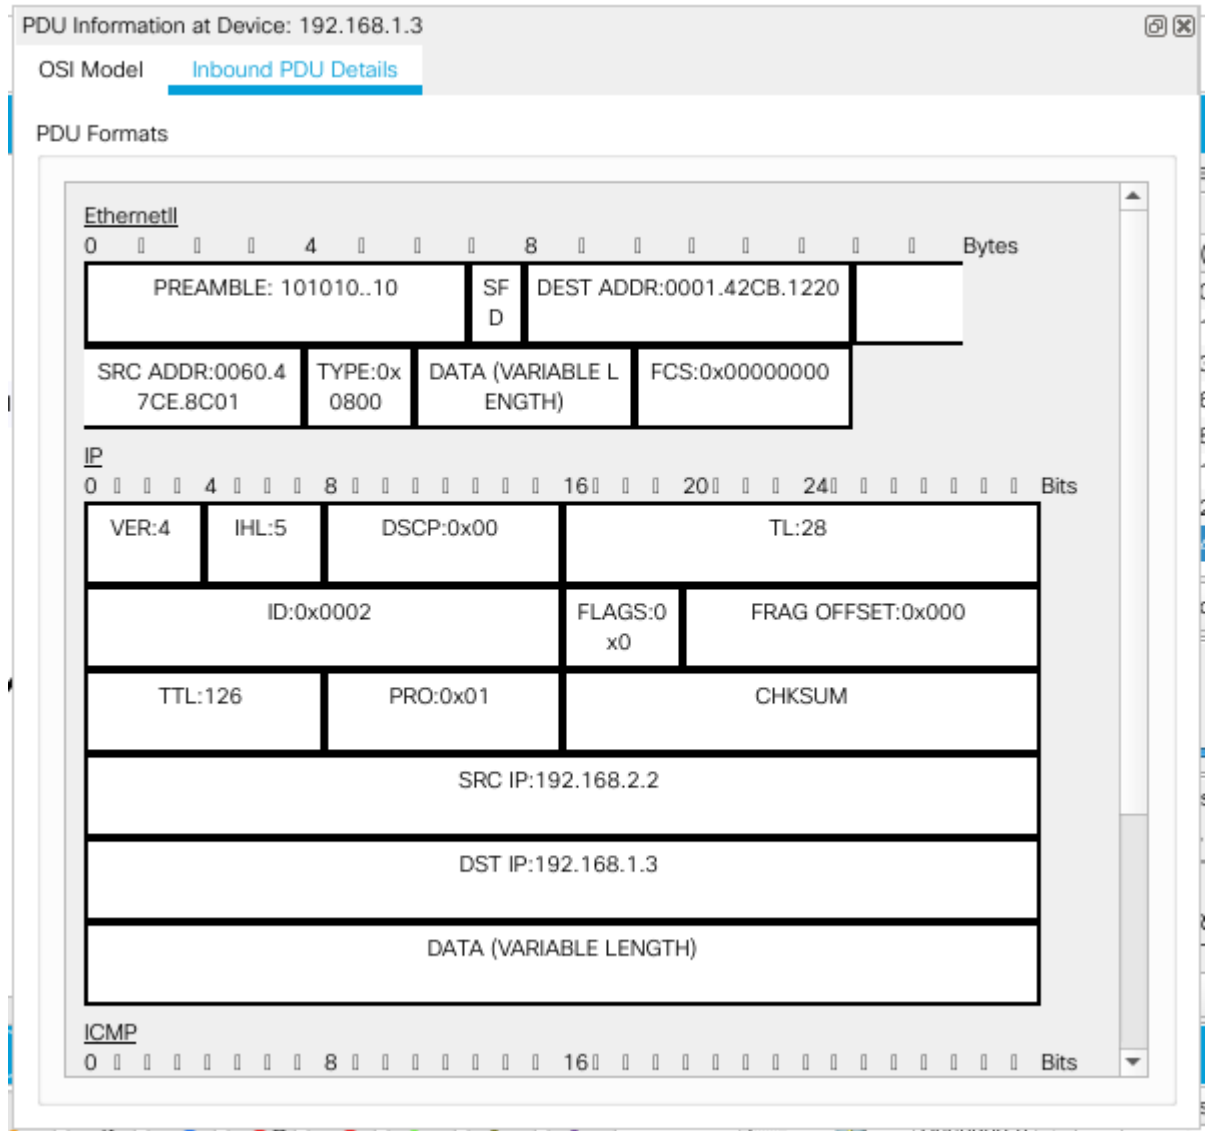 PDU Information at Device: 192.168.1.3
OSI Model Inbound PDU Details
PDU Formats
EthernetII
0 4 8 Bytes
PREAMBLE: 101010..10 SF DEST ADDR:0001.42CB.1220
D
SRC ADDR:0060.4 TYPE:0x DATA (VARIABLE L FCS:0x00000000
7CE.8C01 0800 ENGTH)
IP
0 4 8 16 20 24 Bits
VER:4 IHL:5 DSCP:0x00 TL:28
ID:0x0002 FLAGS:0 FRAG OFFSET:0x000
x0
TTL:126 PRO:0x01 CHKSUM
SRC IP:192.168.2.2
DST IP:192.168.1.3
DATA (VARIABLE LENGTH)
ICMP
0 8 16 Bits